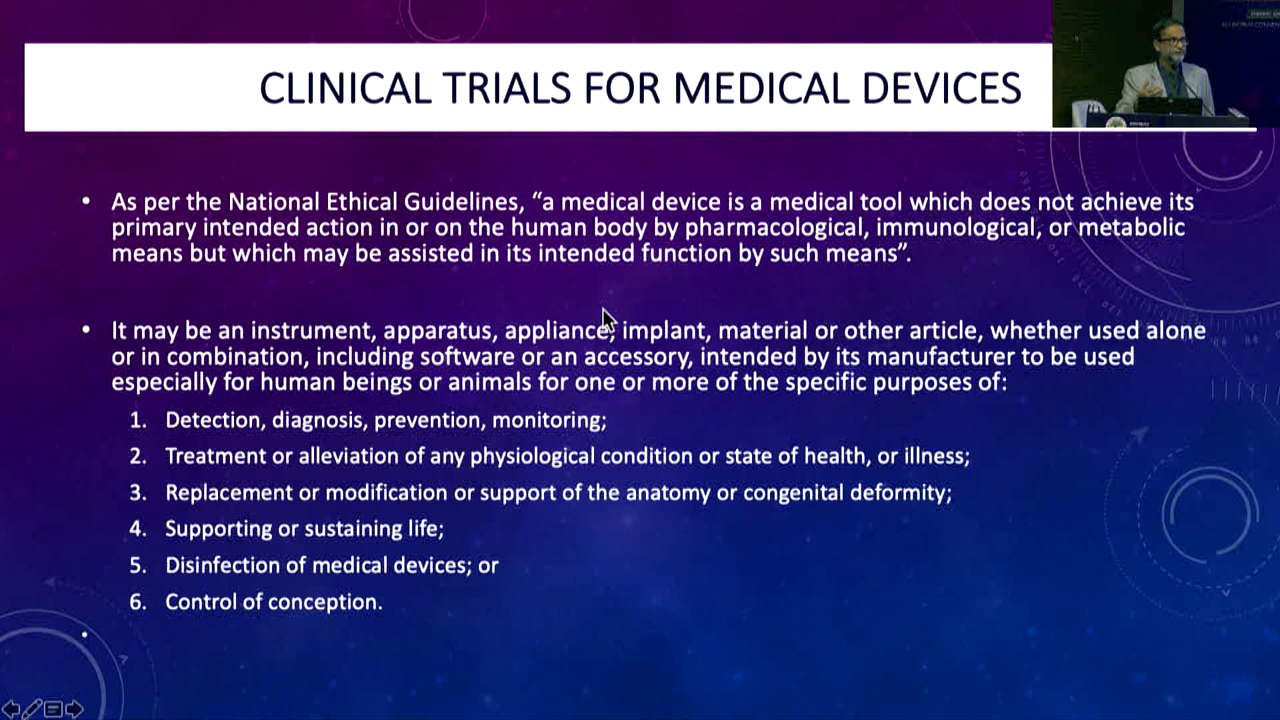 CLINICAL TRIALS FOR MEDICAL DEVICES
• As per the National Ethical Guidelines, “a medical device is a medical tool which does not achieve its
primary intended action in or on the human body by pharmacological, immunological, or metabolic
means but which may be assisted in its intended function by such means”.
• It may be an instrument, apparatus, appliance, implant, material or other article, whether used alone
or in combination, including software or an accessory, intended by its manufacturer to be used
especially for human beings or animals for one or more of the specific purposes of:
1. Detection, diagnosis, prevention, monitoring;
2. Treatment or alleviation of any physiological condition or state of health, or illness;
3. Replacement or modification or support of the anatomy or congenital deformity;
4. Supporting or sustaining life;
5. Disinfection of medical devices; or
6. Control of conception.
•